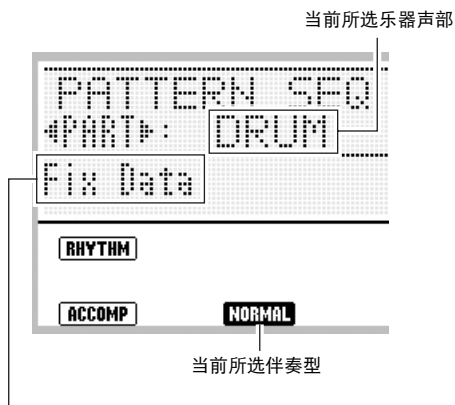 当前所选乐器声部
PATTERN SEQ
◀PART▶: DRUM
Fix Data
RHYTHM
ACCOMP NORMAL
当前所选伴奏型